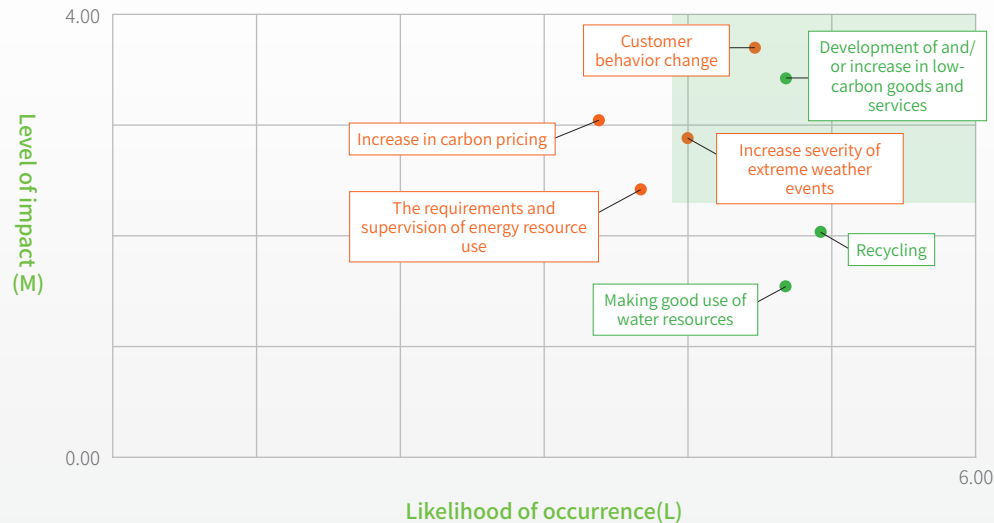 4.00
Customer
behavior change
Development of and/
or increase in low-
carbon goods and
services
Increase in carbon pricing
Increase severity of
extreme weather
events
The requirements and
supervision of energy resource
use
Recycling
Making good use of
water resources
Level of impact
(M)
0.00
6.00
Likelihood of occurrence(L)